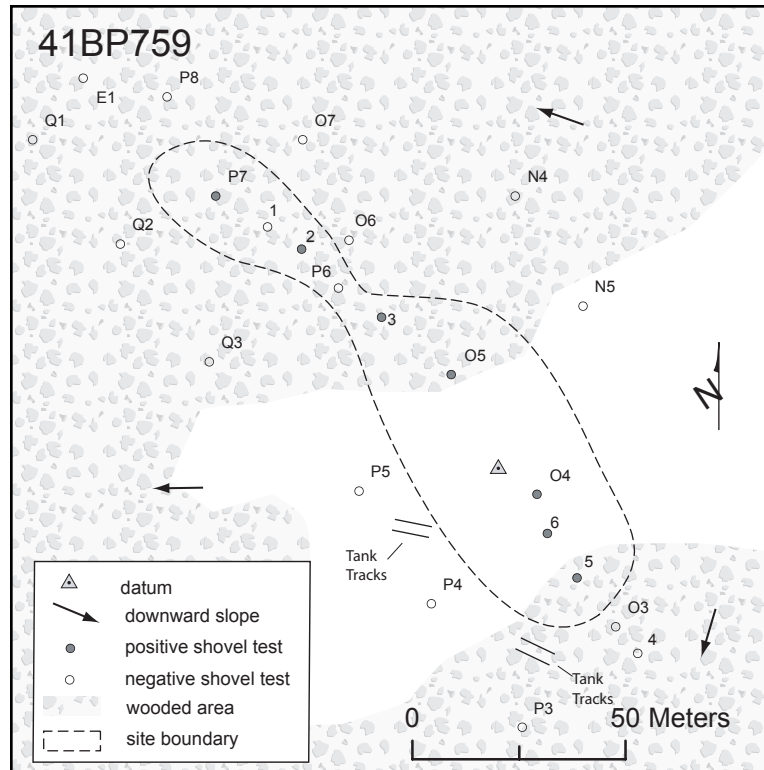 41BP759
P8
E1
Q1
O7
P7
N4
1
Q2
2
O6
P6
N5
3
Q3
O5
N
P5
O4
6
Tank
Tracks
5
P4
O3
4
Tank
Tracks
P3
datum
downward slope
positive shovel test
negative shovel test
wooded area
site boundary
0 50 Meters